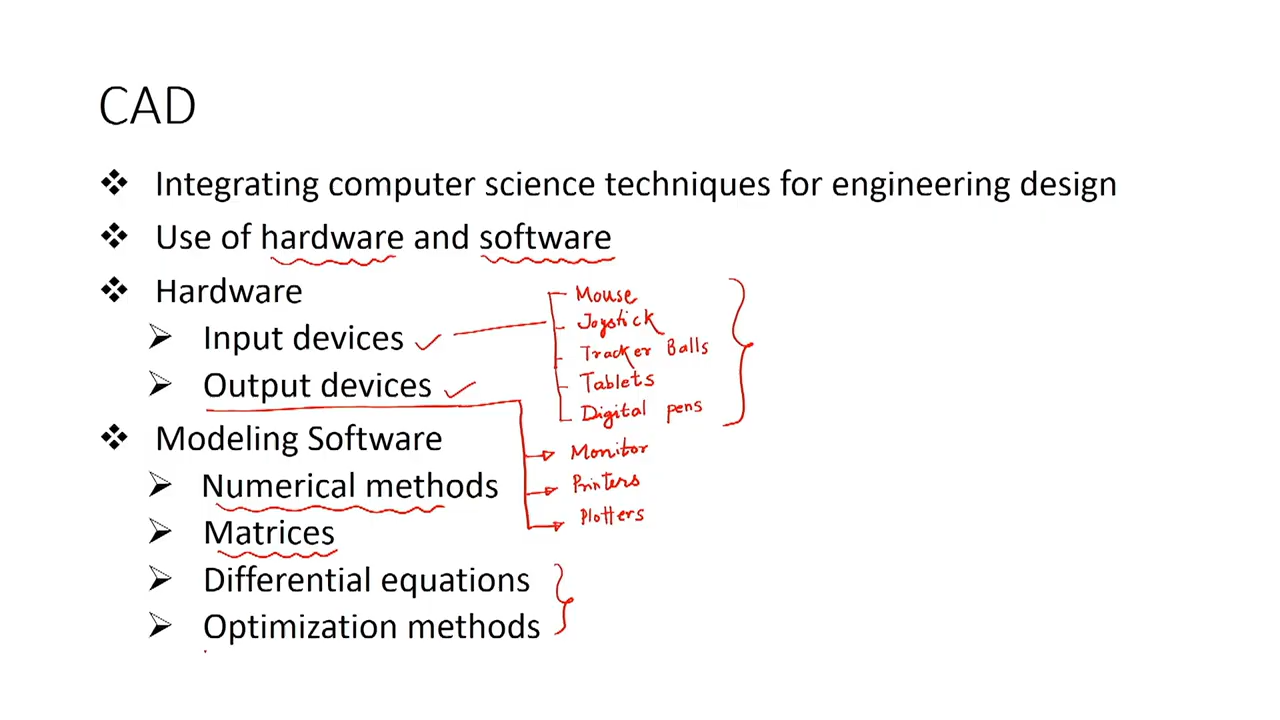 CAD
❖ Integrating computer science techniques for engineering design
❖ Use of hardware and software
❖ Hardware
➢ Input devices
➢ Output devices
Mouse
Joystick
Tracker Balls
Tablets
Digital pens
Monitor
Printers
Plotters
❖ Modeling Software
➢ Numerical methods
➢ Matrices
➢ Differential equations
➢ Optimization methods